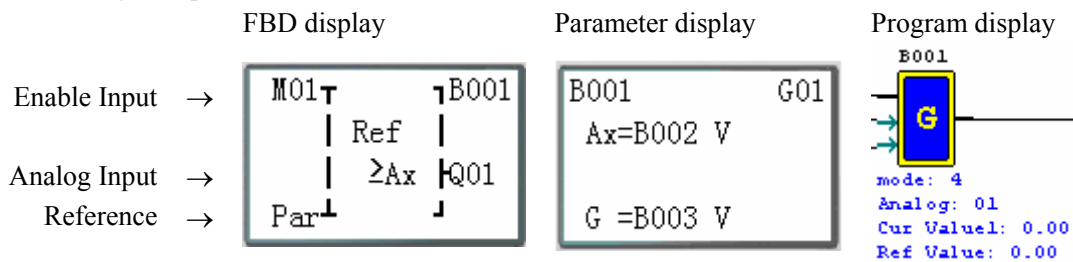 FBD display
Parameter display
Program display
Enable Input →
Analog Input →
Reference →
M01 B001
Ref
≥Ax Q01
Par
B001 G01
Ax=B002 V
G =B003 V
B001
G
mode: 4
Analog: 01
Cur Value1: 0.00
Ref Value: 0.00